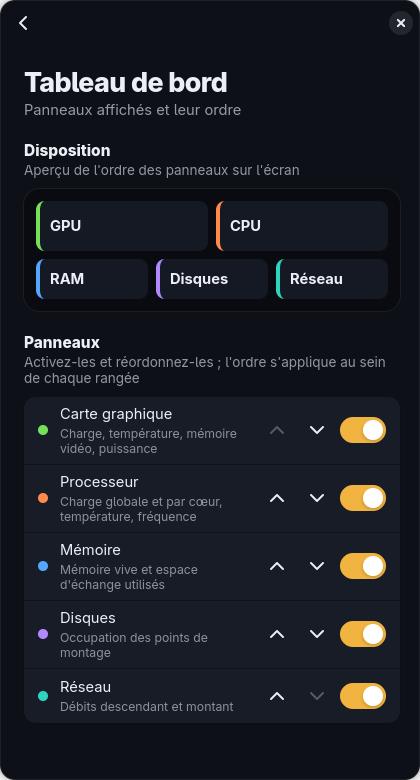 Tableau de bord
Panneaux affichés et leur ordre
Disposition
Aperçu de l'ordre des panneaux sur l'écran
GPU
CPU
RAM
Disques
Réseau
Panneaux
Activez-les et réordonnez-les ; l'ordre s'applique au sein
de chaque rangée
Carte graphique
Charge, température, mémoire
vidéo, puissance
Processeur
Charge globale et par cœur,
température, fréquence
Mémoire
Mémoire vive et espace
d'échange utilisés
Disques
Occupation des points de
montage
Réseau
Débits descendant et montant